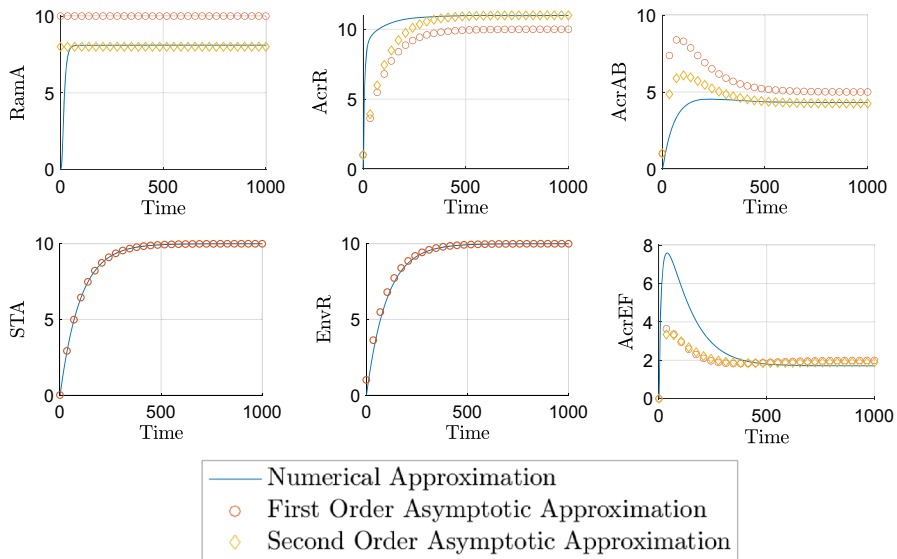 10
5
0
0 500 1000
RamA
Time
10
5
0
0 500 1000
AcrR
Time
10
5
0
0 500 1000
AcrAB
Time
10
5
0
0 500 1000
STA
Time
10
5
0
0 500 1000
EnvR
Time
8
6
4
2
0
0 500 1000
AcrEF
Time
Numerical Approximation
First Order Asymptotic Approximation
Second Order Asymptotic Approximation